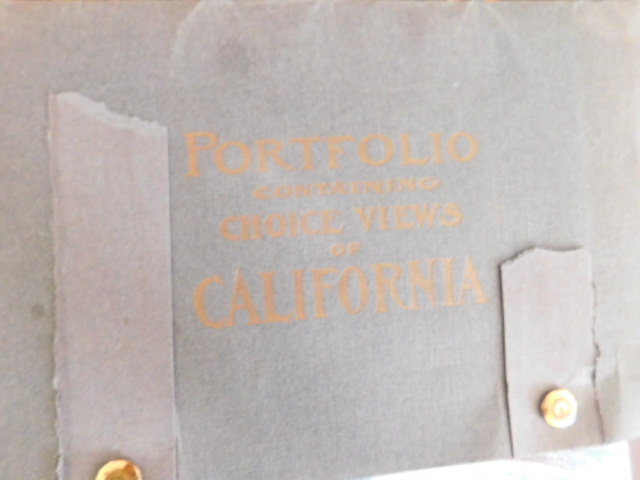 PORTFOLIO
CONTAINING
CHOICE VIEWS
OF
CALIFORNIA